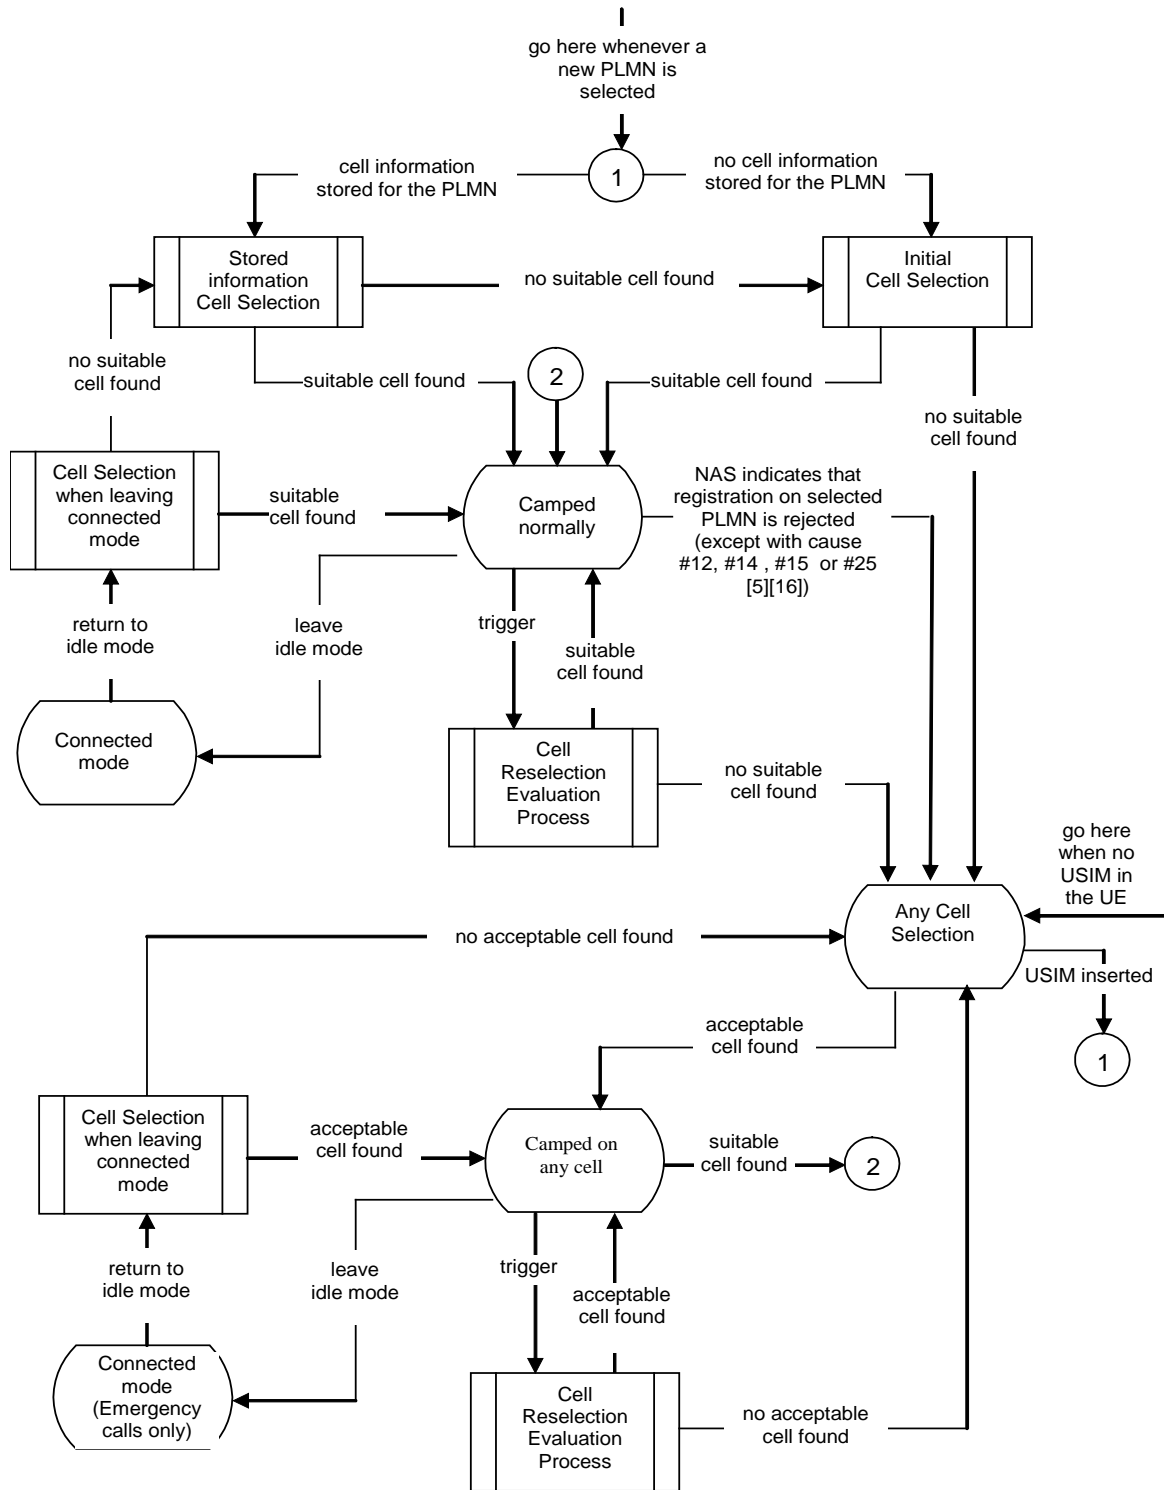 go here whenever a
new PLMN is
selected
cell information
stored for the PLMN
1
no cell information
stored for the PLMN
Stored
information
Cell Selection
no suitable cell found
Initial
Cell Selection
no suitable
cell found
suitable cell found
2
suitable cell found
no suitable
cell found
Cell Selection
when leaving
connected
mode
suitable
cell found
Camped
normally
NAS indicates that
registration on selected
PLMN is rejected
(except with cause
#12, #14 , #15 or #25
[5][16])
return to
idle mode
leave
idle mode
trigger
suitable
cell found
Connected
mode
Cell
Reselection
Evaluation
Process
no suitable
cell found
go here
when no
USIM in
the UE
Any Cell
Selection
no acceptable cell found
USIM inserted
1
acceptable
cell found
Cell Selection
when leaving
connected
mode
acceptable
cell found
Camped on
any cell
suitable
cell found
2
return to
idle mode
leave
idle mode
trigger
acceptable
cell found
Connected
mode
(Emergency
calls only)
Cell
Reselection
Evaluation
Process
no acceptable
cell found